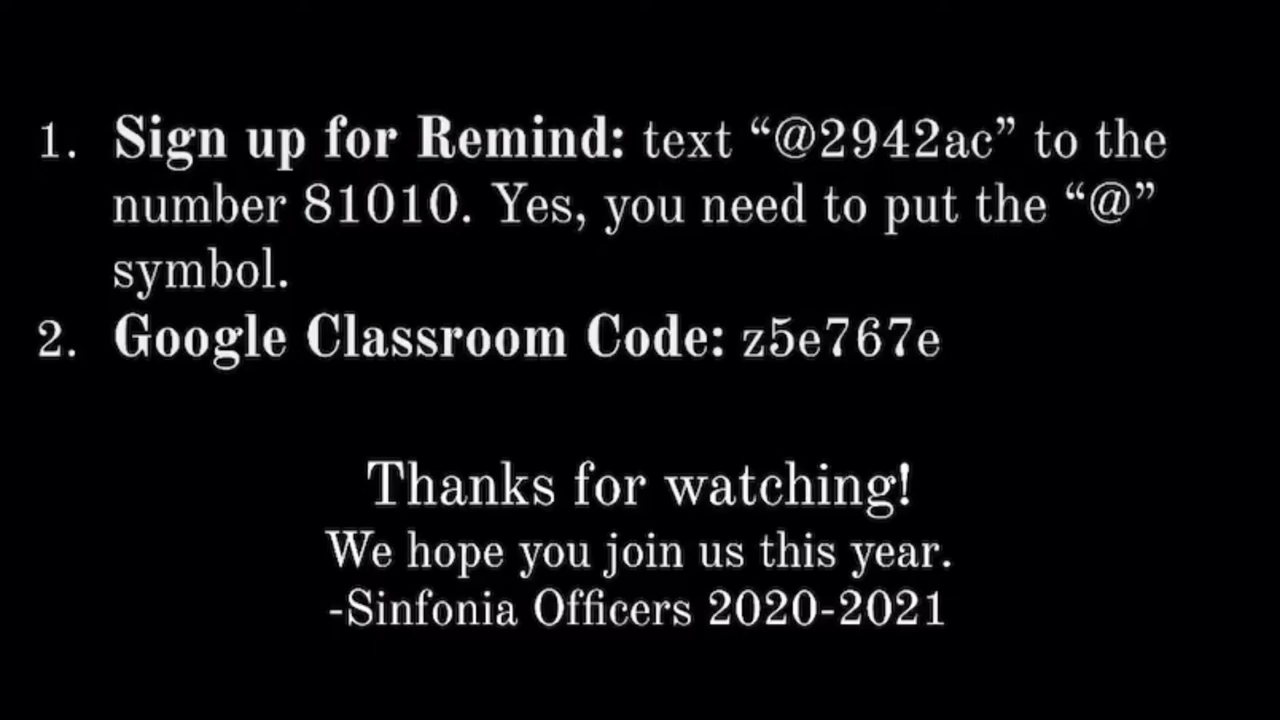 1. Sign up for Remind: text “@2942ac” to the
number 81010. Yes, you need to put the “@”
symbol.
2. Google Classroom Code: z5e767e
Thanks for watching!
We hope you join us this year.
-Sinfonia Officers 2020-2021